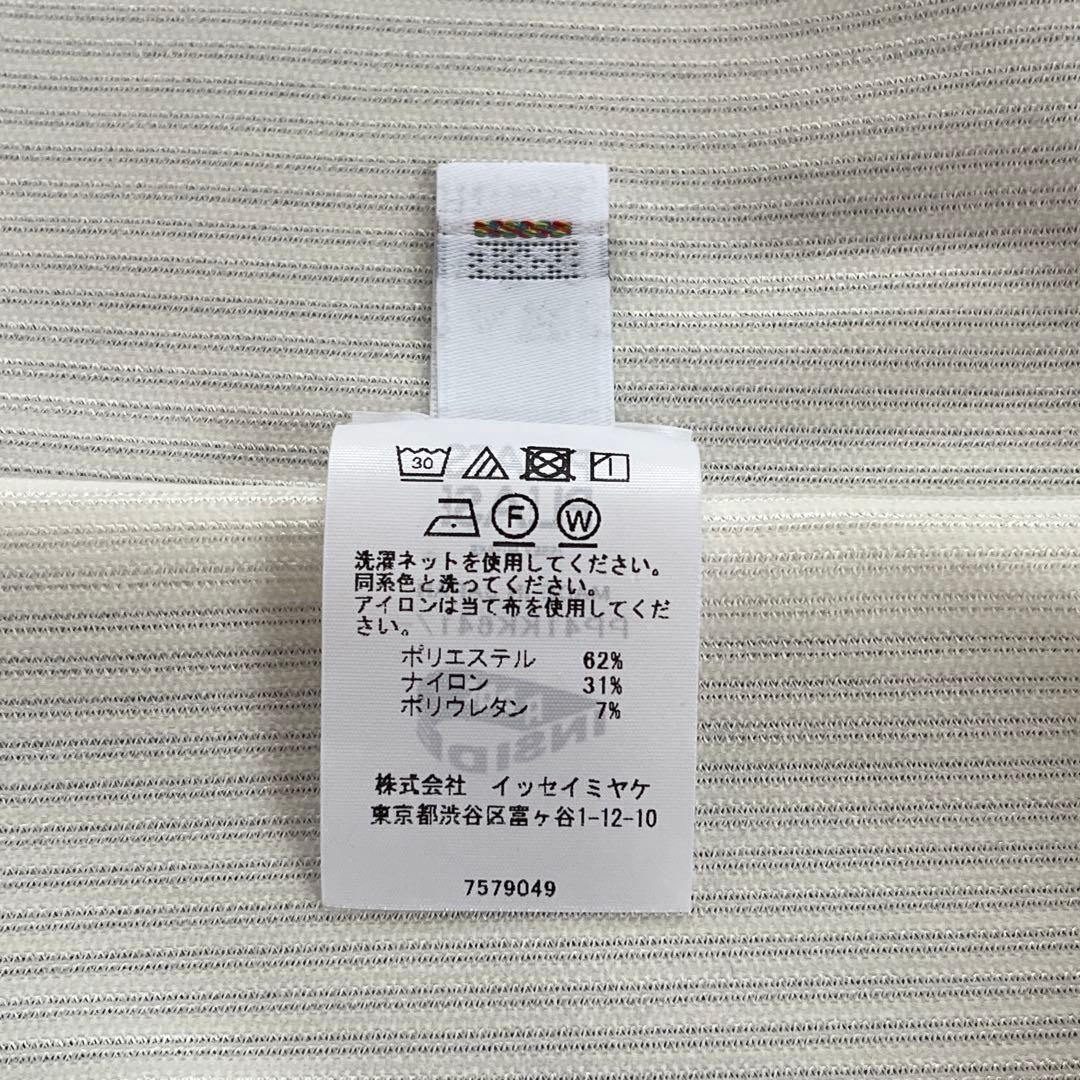 30
F W
洗濯ネットを使用してください。
同系色と洗ってください。
アイロンは当て布を使用してくだ
さい。
ポリエステル 62%
ナイロン 31%
ポリウレタン 7%
株式会社 イッセイミヤケ
東京都渋谷区富ヶ谷1-12-10
7579049
INSIDE